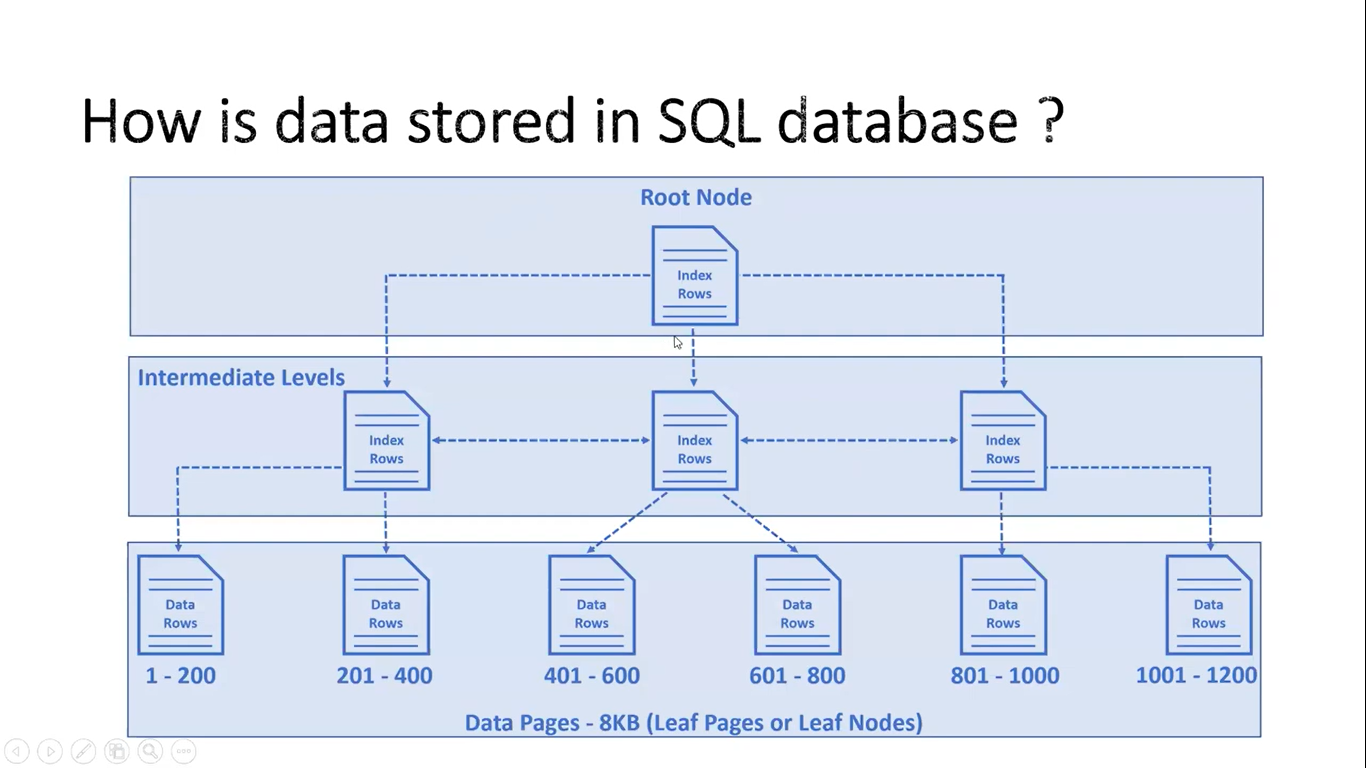 How is data stored in SQL database ?
Root Node
Index
Rows
Intermediate Levels
Index
Rows
Index
Rows
Index
Rows
Data
Rows
Data
Rows
Data
Rows
Data
Rows
Data
Rows
Data
Rows
1 - 200
201 - 400
401 - 600
601 - 800
801 - 1000
1001 - 1200
Data Pages - 8KB (Leaf Pages or Leaf Nodes)